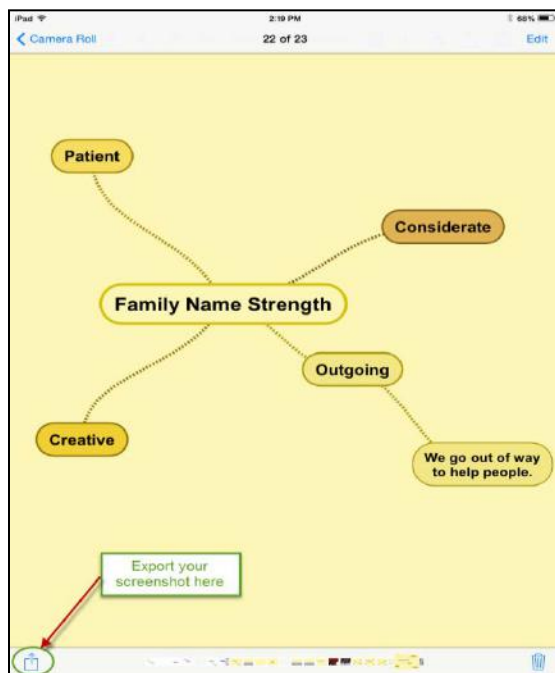 iPad 2:19 PM 68%
Camera Roll 22 of 23 Edit
Patient
Considerate
Family Name Strength
Outgoing
Creative
We go out of way
to help people.
Export your
screenshot here